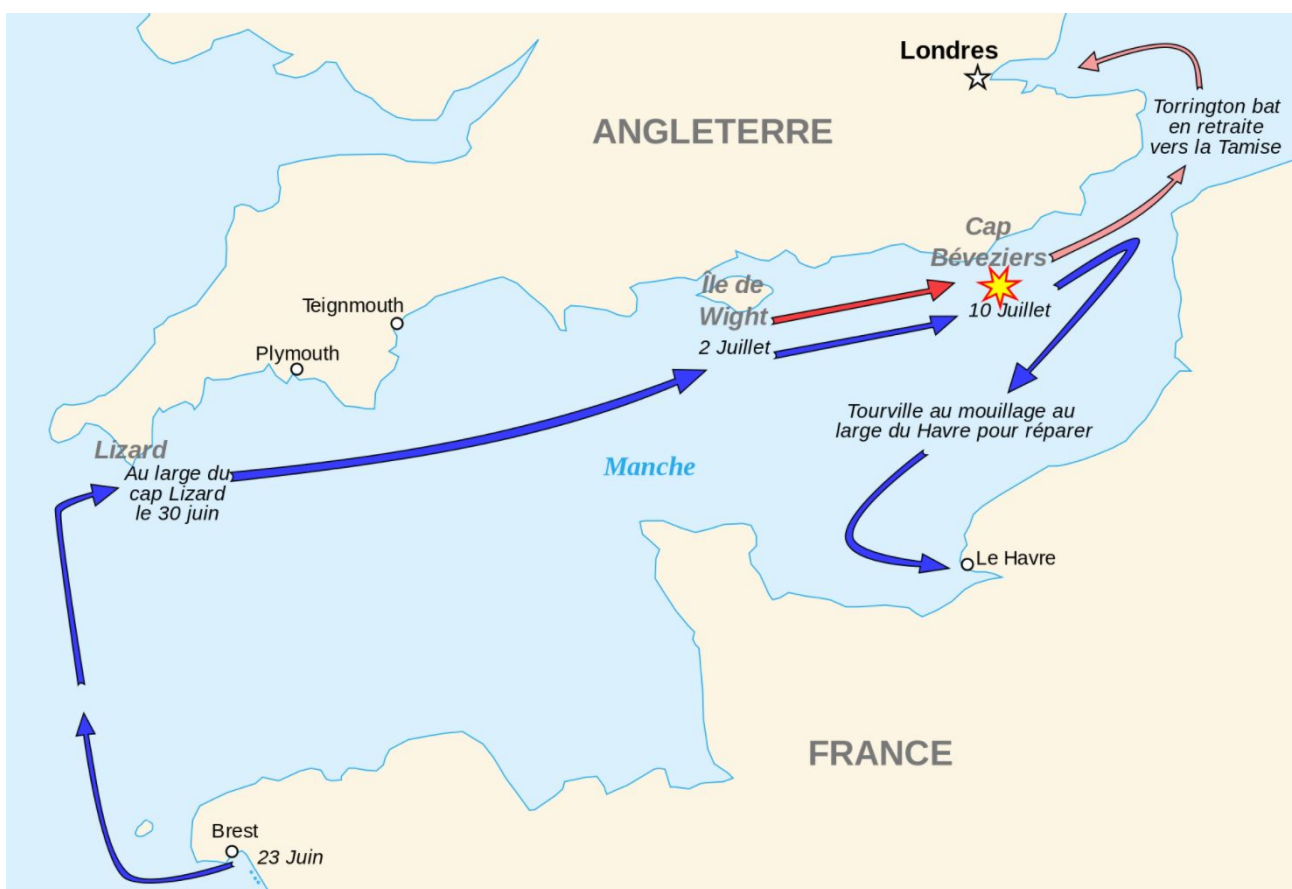 Londres
Torrington bat
en retraite
vers la Tamise
ANGLETERRE
Cap
Béveziers
Île de
Wight
10 Juillet
2 Juillet
Teignmouth
Plymouth
Tourville au mouillage au
large du Havre pour réparer
Lizard
Au large du
cap Lizard
le 30 juin
Manche
Le Havre
FRANCE
Brest
23 Juin